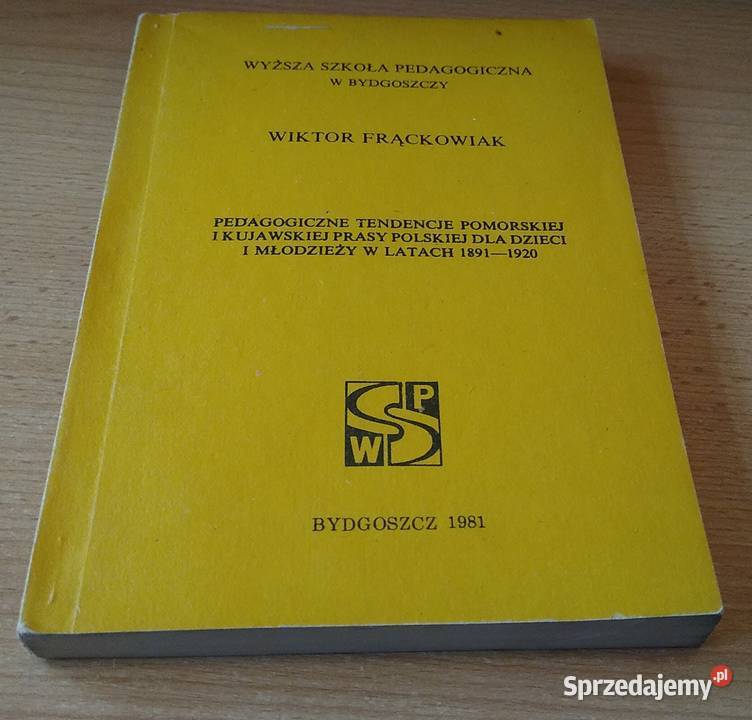 WYŻSZA SZKOŁA PEDAGOGICZNA
W BYDGOSZCZY
WIKTOR FRĄCKOWIAK
PEDAGOGICZNE TENDENCJE POMORSKIEJ
I KUJAWSKIEJ PRASY POLSKIEJ DLA DZIECI
I MŁODZIEŻY W LATACH 1891—1920
W S P
BYDGOSZCZ 1981
Sprzedajemy.pl